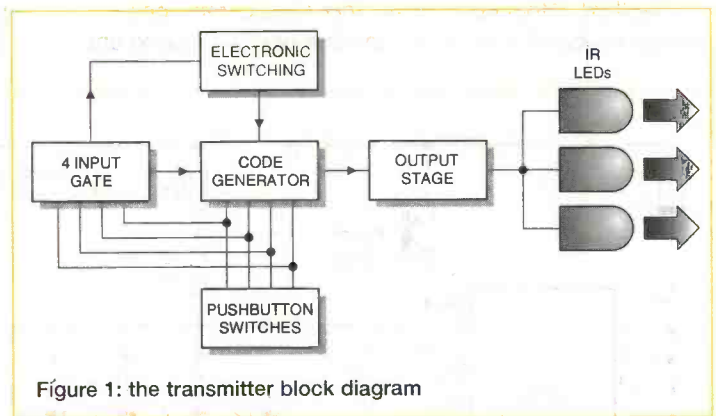 ELECTRONIC
SWITCHING
IR
LEDs
4 INPUT
GATE
CODE
GENERATOR
OUTPUT
STAGE
PUSHBUTTON
SWITCHES
Figure 1: the transmitter block diagram